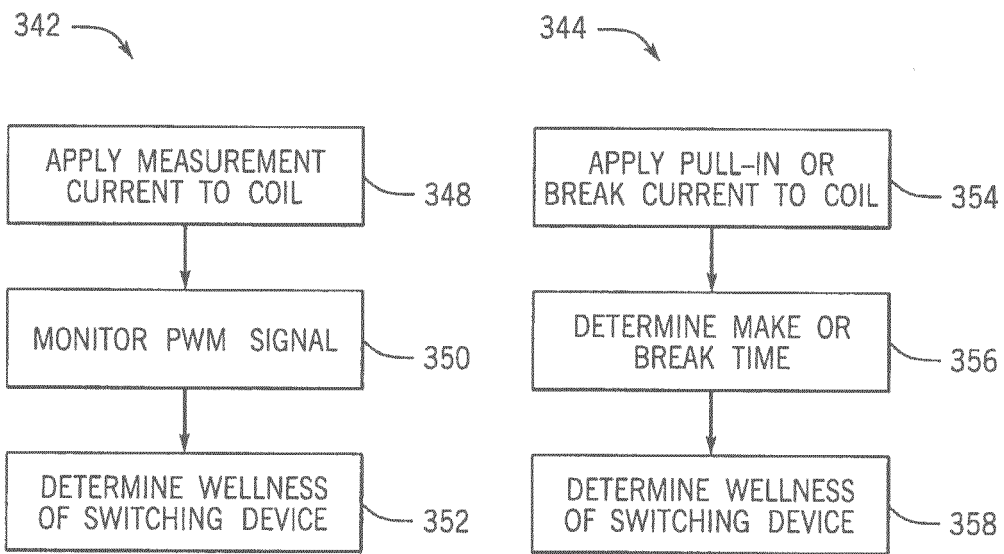 342
APPLY MEASUREMENT
CURRENT TO COIL
348
MONITOR PWM SIGNAL
350
DETERMINE WELLNESS
OF SWITCHING DEVICE
352
344
APPLY PULL-IN OR
BREAK CURRENT TO COIL
354
DETERMINE MAKE OR
BREAK TIME
356
DETERMINE WELLNESS
OF SWITCHING DEVICE
358